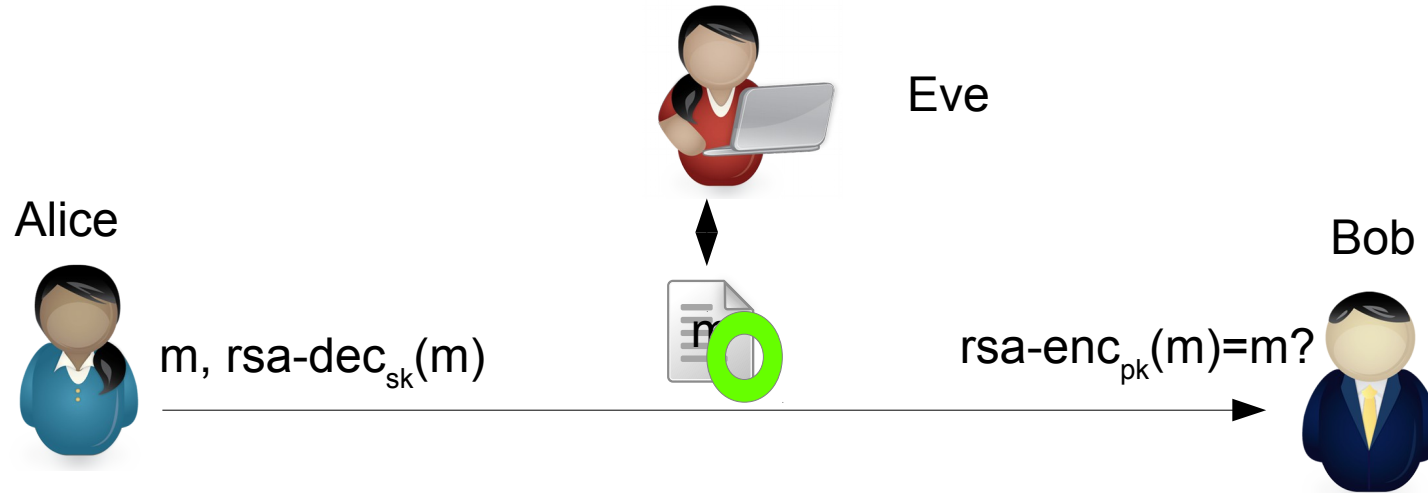 Eve
Alice
Bob
m
m, rsa-dec_sk(m)
rsa-enc_pk(m)=m?